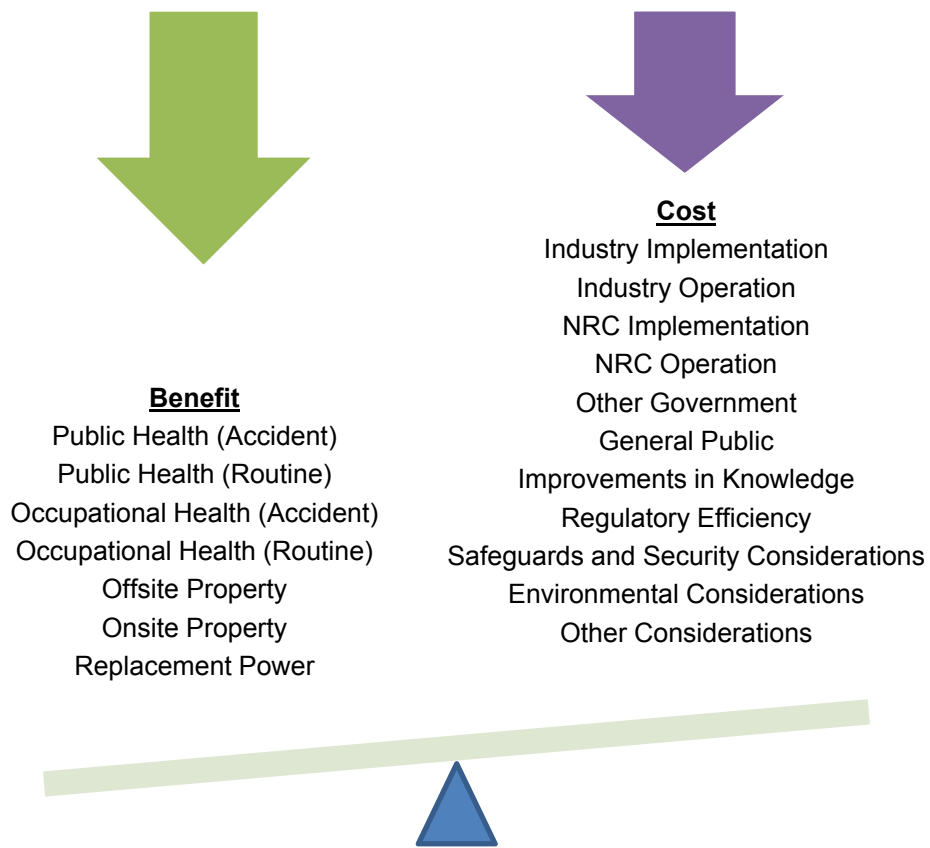 Benefit
Public Health (Accident)
Public Health (Routine)
Occupational Health (Accident)
Occupational Health (Routine)
Offsite Property
Onsite Property
Replacement Power
Cost
Industry Implementation
Industry Operation
NRC Implementation
NRC Operation
Other Government
General Public
Improvements in Knowledge
Regulatory Efficiency
Safeguards and Security Considerations
Environmental Considerations
Other Considerations